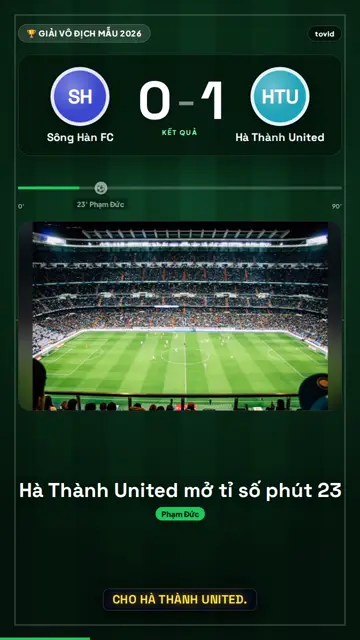 🏆 GIẢI VÔ ĐỊCH MẪU 2026
tovid
SH
0-1
HTU
KẾT QUẢ
Sông Hàn FC
Hà Thành United
23' Phạm Đức
0'
90'
Hà Thành United mở tỉ số phút 23
Phạm Đức
CHO HÀ THÀNH UNITED.